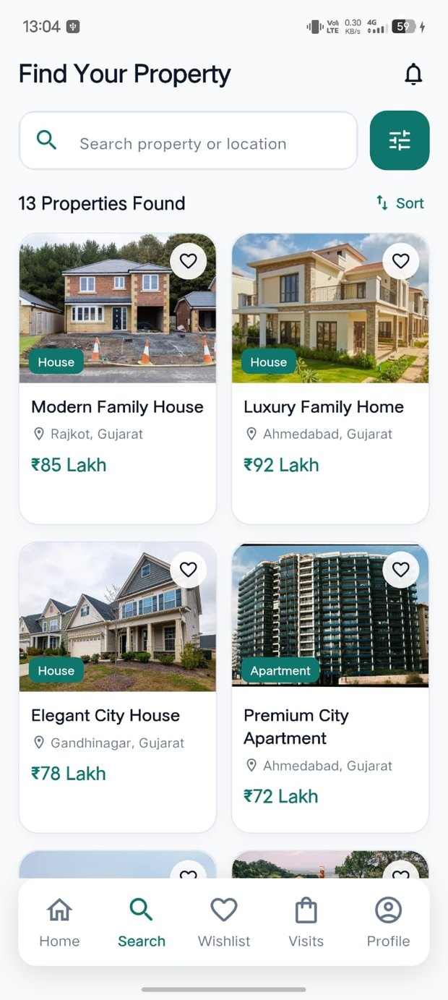 13:04
Vo))
LTE
0.30
KB/s
4G
59
Find Your Property
Search property or location
13 Properties Found
Sort
House
House
Modern Family House
Luxury Family Home
Rajkot, Gujarat
Ahmedabad, Gujarat
₹85 Lakh
₹92 Lakh
House
Apartment
Elegant City House
Premium City
Apartment
Gandhinagar, Gujarat
Ahmedabad, Gujarat
₹78 Lakh
₹72 Lakh
Home
Search
Wishlist
Visits
Profile